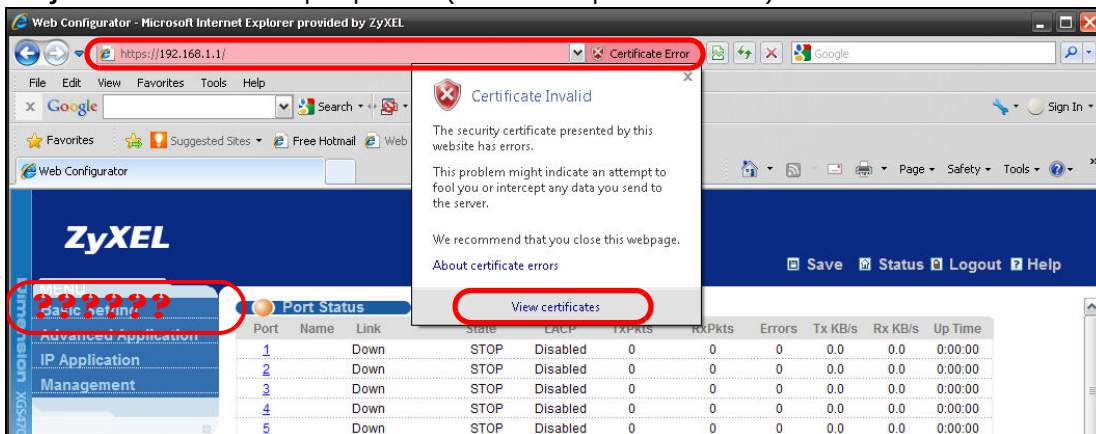 Web Configurator - Microsoft Internet Explorer provided by ZyXEL
https://192.168.1.1/ Certificate Error Google
File Edit View Favorites Tools Help
x Google Search Sign In
Favorites Suggested Sites Free Hotmail Web
Web Configurator Page Safety Tools
Certificate Invalid
The security certificate presented by this
website has errors.
This problem might indicate an attempt to
fool you or intercept any data you send to
the server.
We recommend that you close this webpage.
About certificate errors
View certificates
ZyXEL
Save Status Logout Help
MENU
??????
Basic Setting
Advanced Application
IP Application
Management
Dimension XGS470
Port Status
Port Name Link State LACP TxPkts RxPkts Errors Tx KB/s Rx KB/s Up Time
1 Down STOP Disabled 0 0 0 0.0 0.0 0:00:00
2 Down STOP Disabled 0 0 0 0.0 0.0 0:00:00
3 Down STOP Disabled 0 0 0 0.0 0.0 0:00:00
4 Down STOP Disabled 0 0 0 0.0 0.0 0:00:00
5 Down STOP Disabled 0 0 0 0.0 0.0 0:00:00